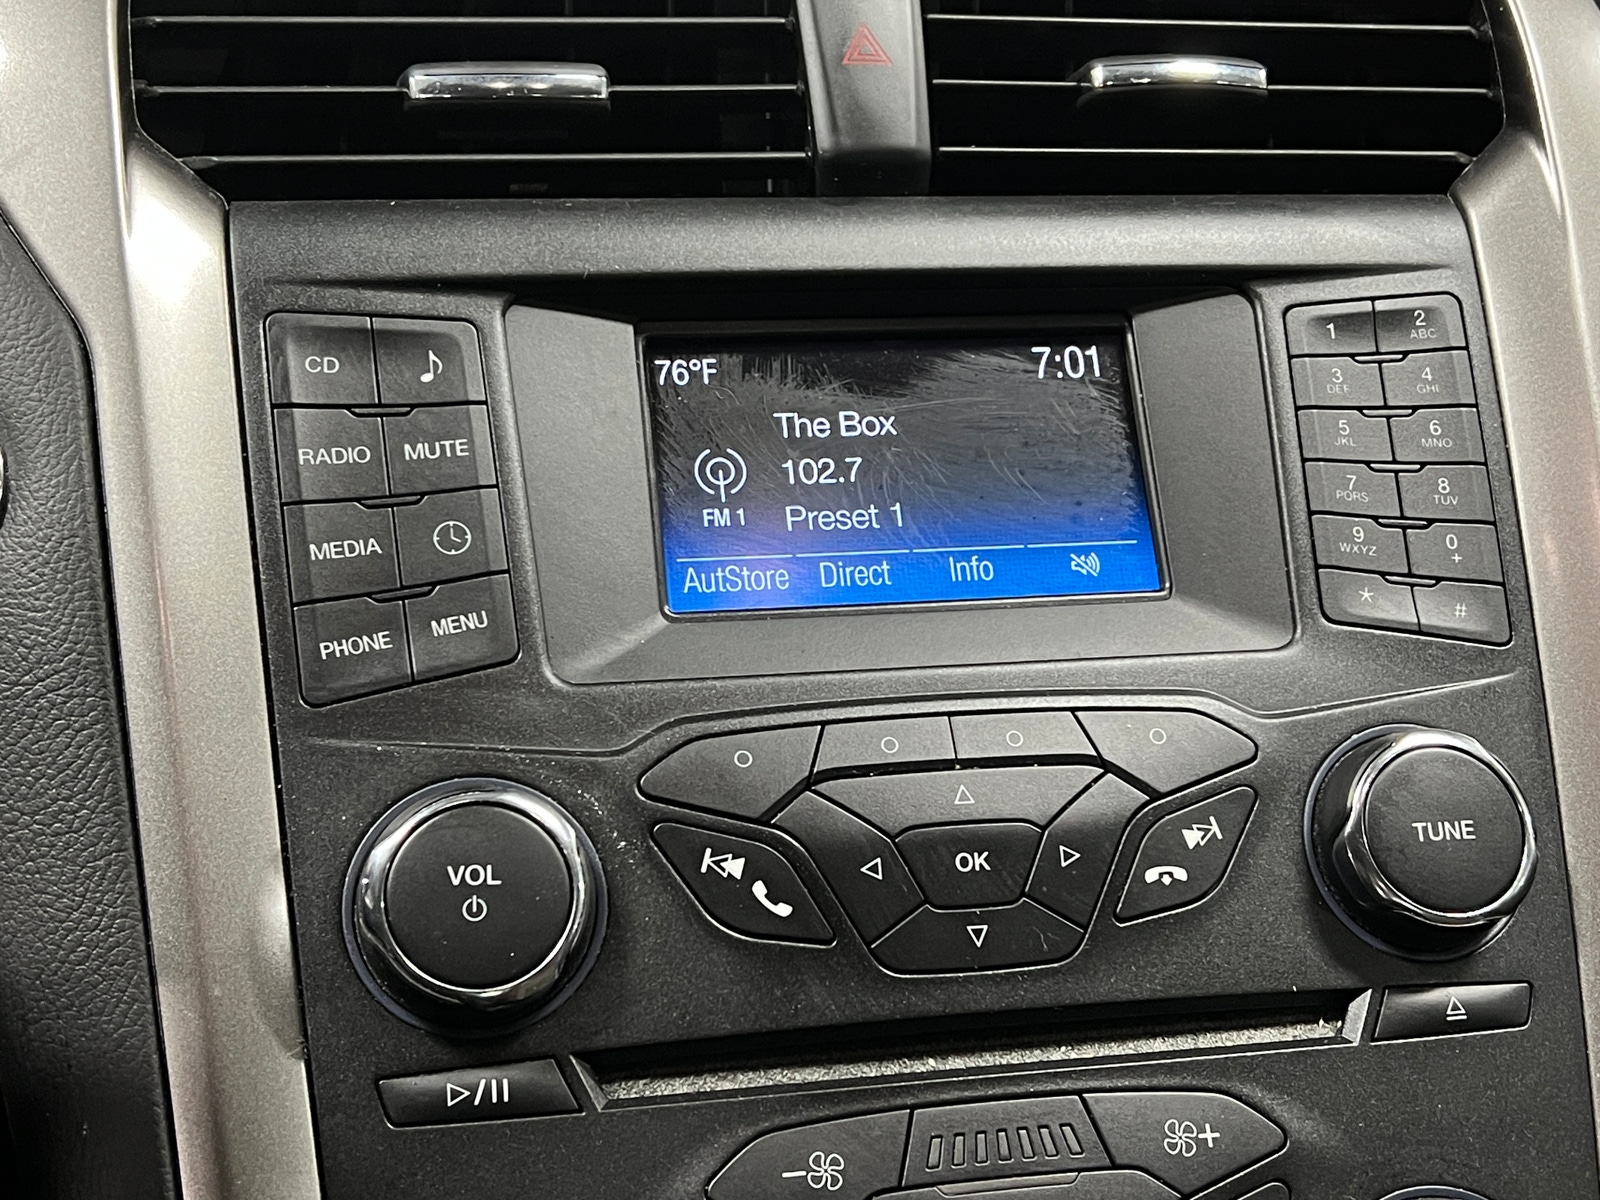 76°F 7:01
The Box
102.7
FM 1 Preset 1
AutStore Direct Info
CD
RADIO MUTE
MEDIA
PHONE MENU
1 2 ABC
3 DEF 4 GHI
5 JKL 6 MNO
7 PQRS 8 TUV
9 WXYZ 0 +
* #
VOL
OK
TUNE